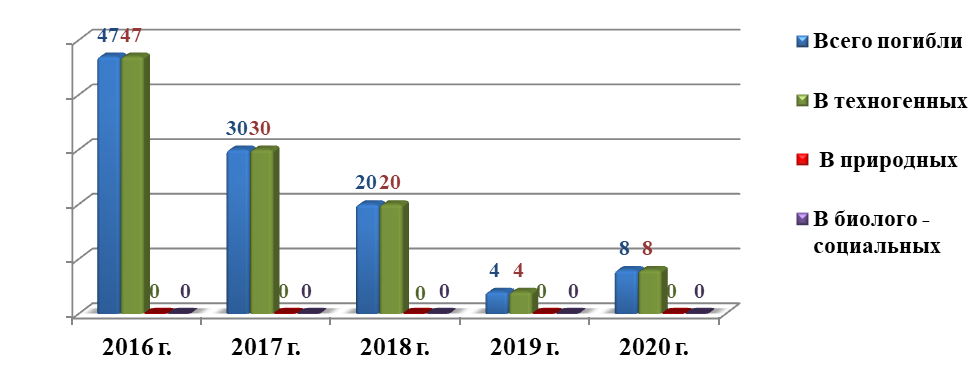 47 47
30 30
20 20
4 4
8 8
0 0
0 0
0 0
0 0
0 0
2016 г.
2017 г.
2018 г.
2019 г.
2020 г.
Всего погибли
В техногенных
В природных
В биолого -
социальных